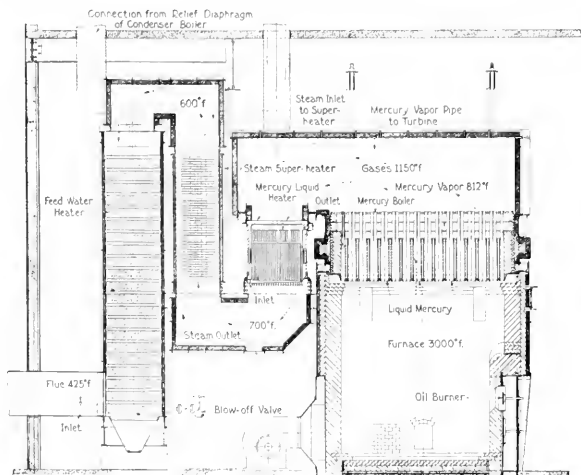 Connection from Relief Diaphragm
of Condenser Boiler
600°f
Steam Inlet
to Super-
heater
Mercury Vapor Pipe
to Turbine
Steam Super-heater
Gases 1150°f
Mercury Liquid
Heater
Mercury Vapor 812°f
Feed Water
Heater
Outlet
Mercury Boiler
Inlet
Liquid Mercury
700°f.
Steam Outlet
Furnace 3000°f.
Flue 425°f
Oil Burner
Blow-off Valve
Inlet